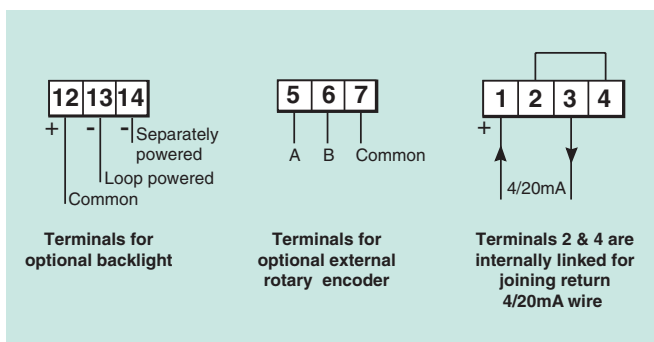 12 13 14
+ - -
Separately
powered
Loop powered
Common
Terminals for
optional backlight
5 6 7
A B Common
Terminals for
optional external
rotary encoder
1 2 3 4
+
4/20mA
Terminals 2 & 4 are
internally linked for
joining return
4/20mA wire